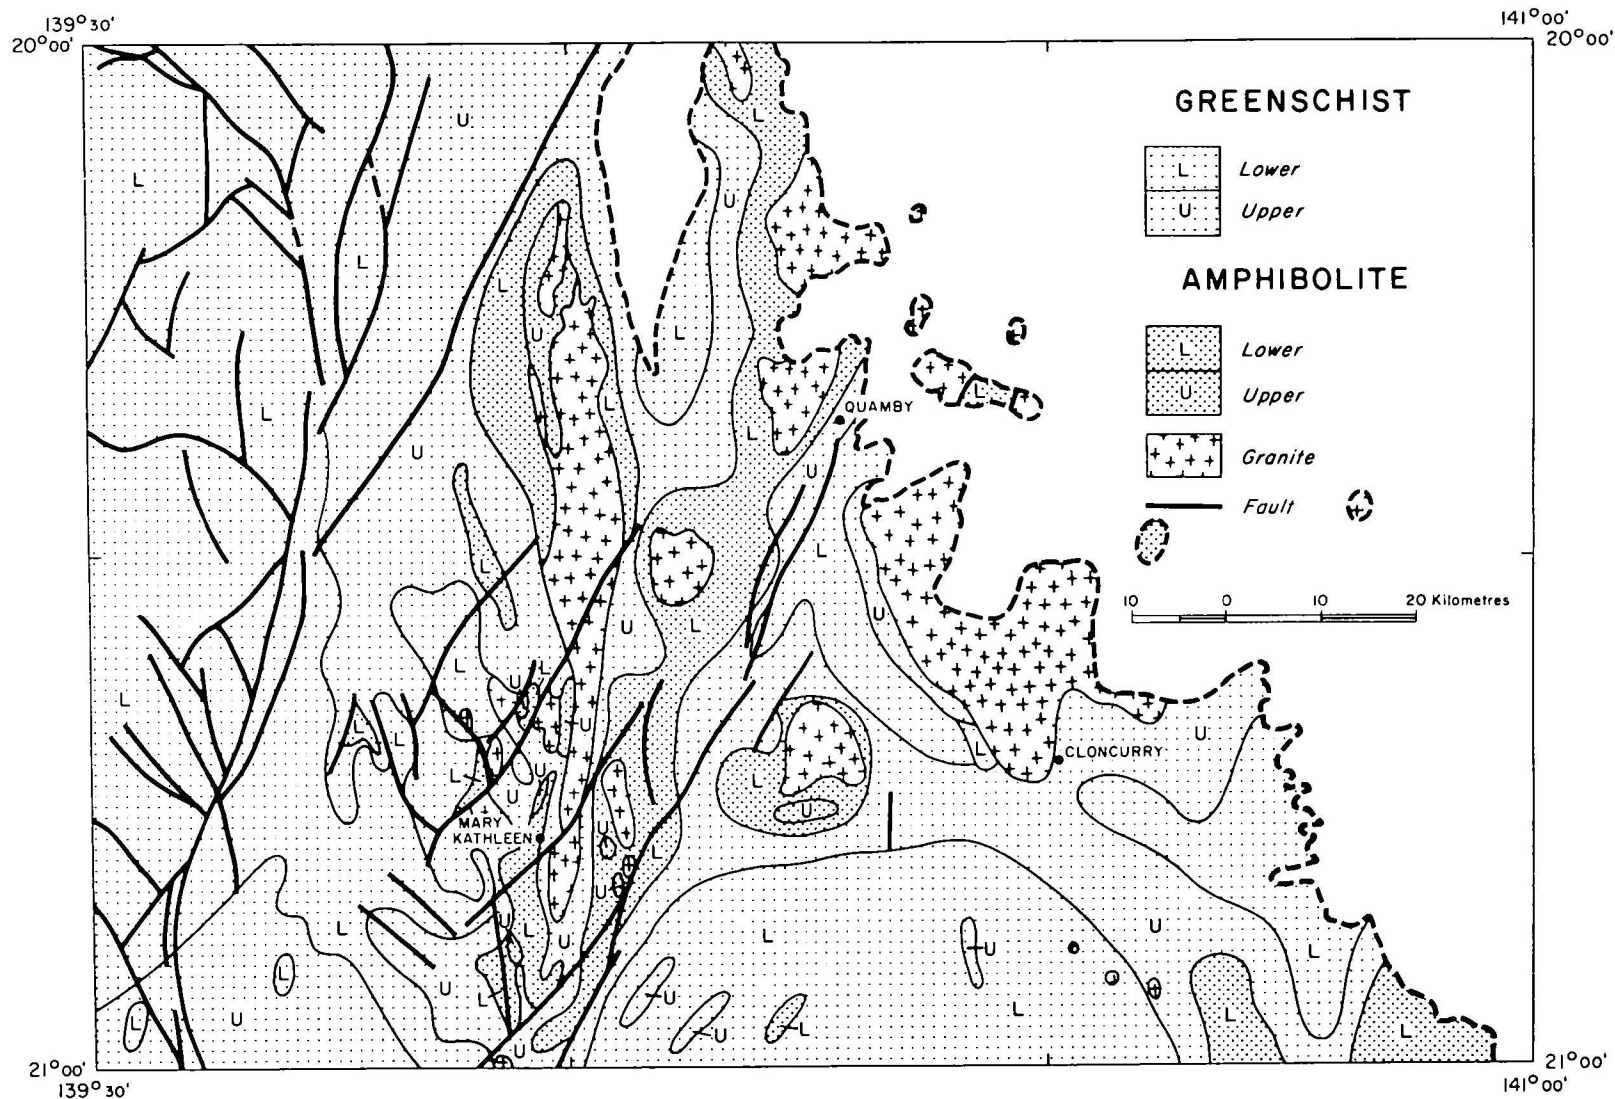 139°30'
141°00'
20°00'
20°00'
GREENSCHIST
L Lower
U Upper
AMPHIBOLITE
L Lower
U Upper
Granite
Fault
10 0 10 20 Kilometres
QUAMBY
CLONCURRY
MARY
KATHLEEN
21°00'
21°00'
139°30'
141°00'